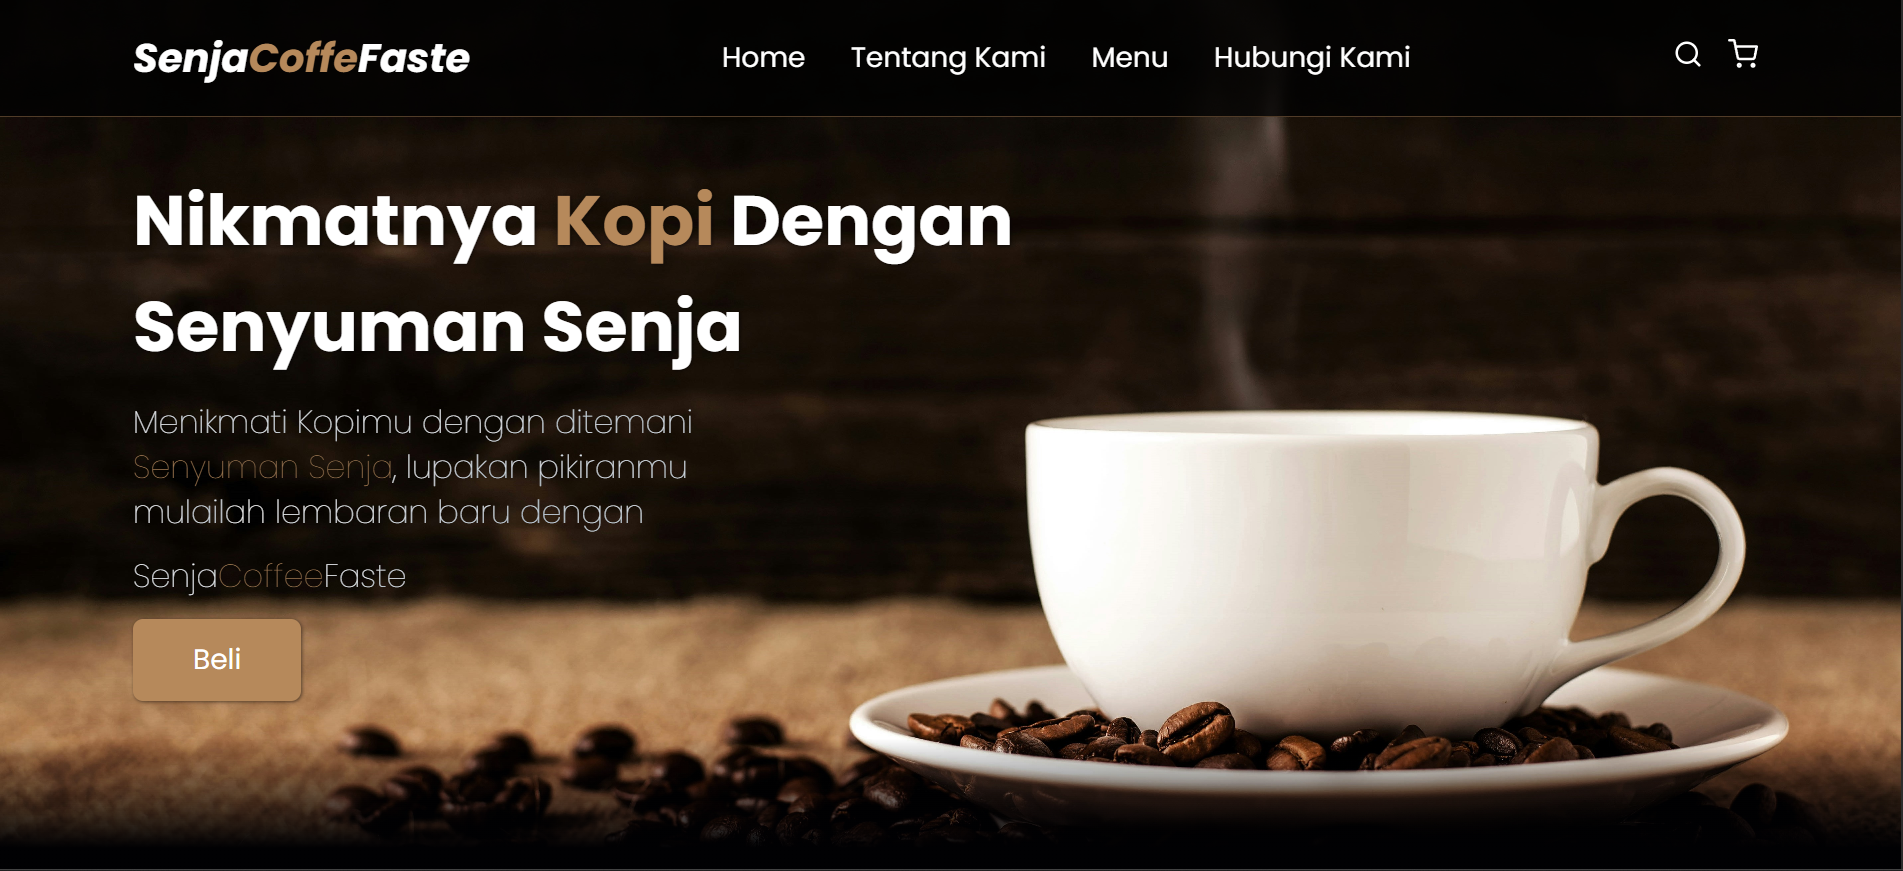 SenjaCoffeFaste
Home Tentang Kami Menu Hubungi Kami
Nikmatnya Kopi Dengan
Senyuman Senja
Menikmati Kopimu dengan ditemani
Senyuman Senja, lupakan pikiranmu
mulailah lembaran baru dengan
SenjaCoffeeFaste
Beli